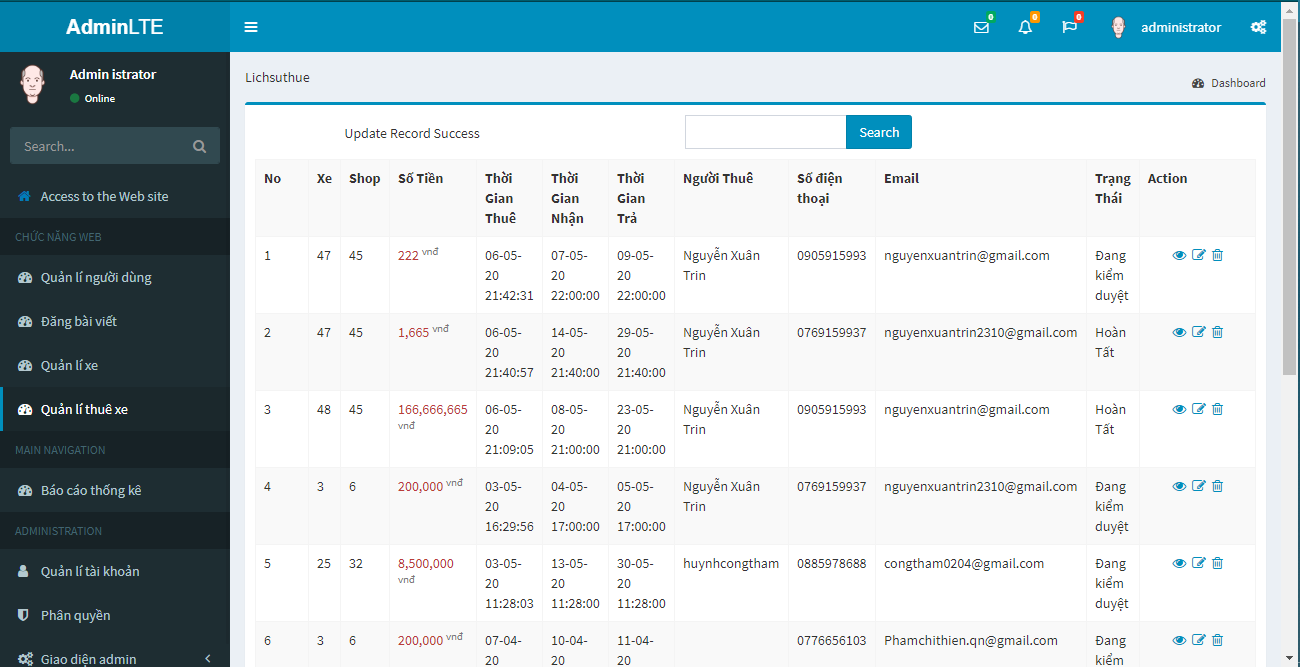 AdminLTE
0
0
0
administrator
Admin istrator
Online
Search...
Access to the Web site
CHỨC NĂNG WEB
Quản lí người dùng
Đăng bài viết
Quản lí xe
Quản lí thuê xe
MAIN NAVIGATION
Báo cáo thống kê
ADMINISTRATION
Quản lí tài khoản
Phân quyền
Giao diện admin
Lichsuthue
Dashboard
Update Record Success
Search
No Xe Shop Số Tiền Thời Gian Thuê Thời Gian Nhận Thời Gian Trả Người Thuê Số điện thoại Email Trạng Thái Action
1 47 45 222 vnđ 06-05-20 21:42:31 07-05-20 22:00:00 09-05-20 22:00:00 Nguyễn Xuân Trin 0905915993 nguyenxuantrin@gmail.com Đang kiểm duyệt
2 47 45 1,665 vnđ 06-05-20 21:40:57 14-05-20 21:40:00 29-05-20 21:40:00 Nguyễn Xuân Trin 0769159937 nguyenxuantrin2310@gmail.com Hoàn Tất
3 48 45 166,666,665 vnđ 06-05-20 21:09:05 08-05-20 21:00:00 23-05-20 21:00:00 Nguyễn Xuân Trin 0905915993 nguyenxuantrin@gmail.com Hoàn Tất
4 3 6 200,000 vnđ 03-05-20 16:29:56 04-05-20 17:00:00 05-05-20 17:00:00 Nguyễn Xuân Trin 0769159937 nguyenxuantrin2310@gmail.com Đang kiểm duyệt
5 25 32 8,500,000 vnđ 03-05-20 11:28:03 13-05-20 11:28:00 30-05-20 11:28:00 huynhcongtham 0885978688 congtham0204@gmail.com Đang kiểm duyệt
6 3 6 200,000 vnđ 07-04-20 10-04-20 11-04-20 0776656103 Phamchithien.qn@gmail.com Đang kiểm